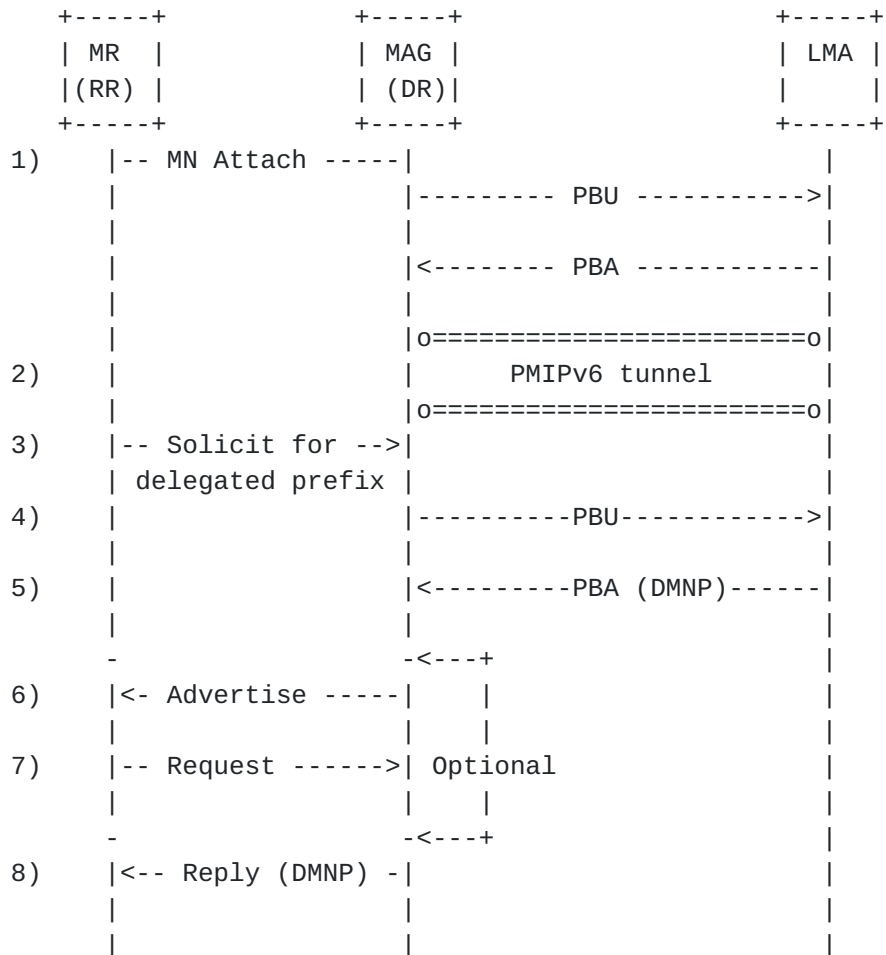 +-----+ +-----+ +-----+
| MR | | MAG | | LMA |
|(RR) | | (DR)| | |
+-----+ +-----+ +-----+
1) |-- MN Attach -----| |
| |--------- PBU ----------->|
| | |
| |<-------- PBA ------------|
| | |
| |o========================o|
2) | | PMIPv6 tunnel |
| |o========================o|
3) |-- Solicit for -->| |
| delegated prefix | |
4) | |----------PBU------------>|
| | |
5) | |<---------PBA (DMNP)------|
| | |
- -<---+ |
6) |<- Advertise -----| | |
| | | |
7) |-- Request ------>| Optional |
| | | |
- -<---+ |
8) |<-- Reply (DMNP) -| |
| | |
| | |